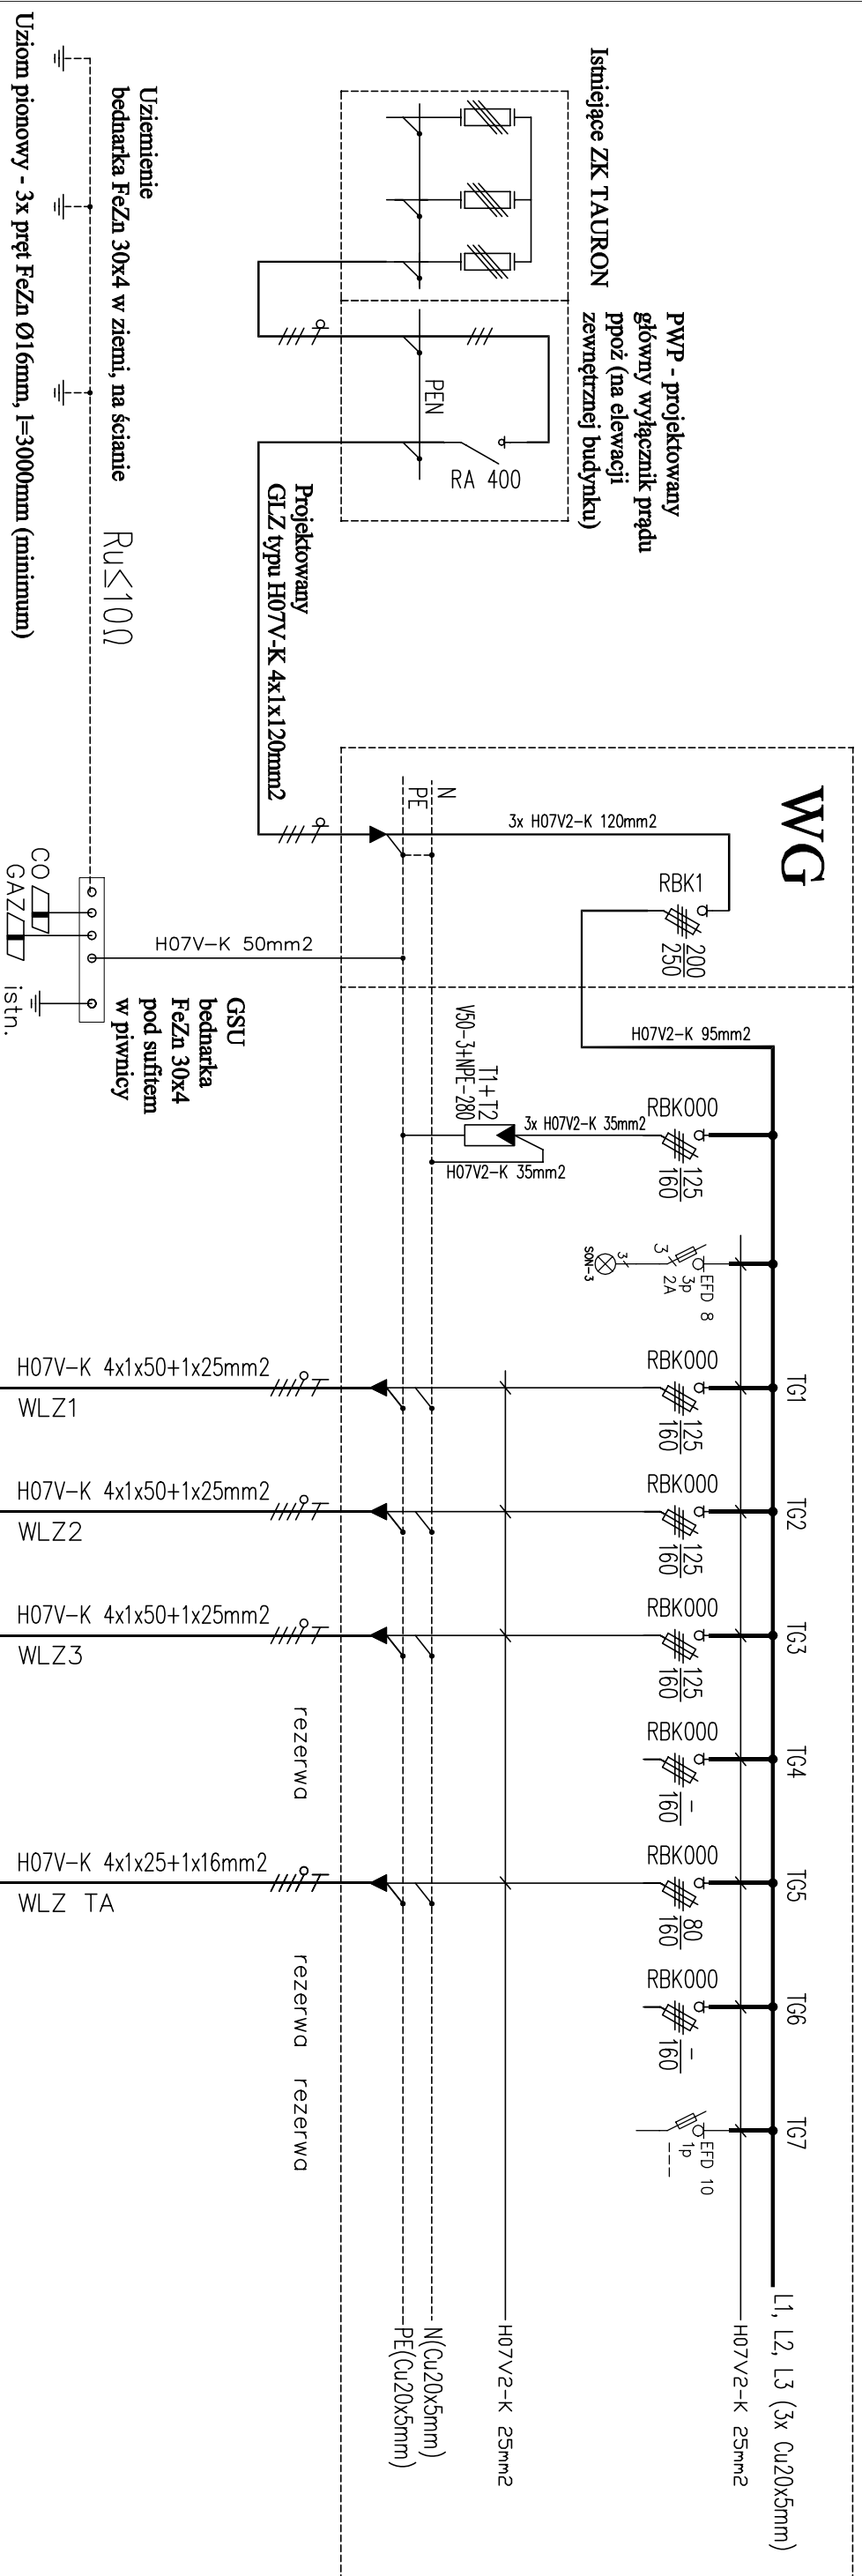 Istniejące ZK TAURON
PWP - projektowany
główny wyłącznik prądu
ppoż (na elewacji
zewnętrznej budynku)
PEN
RA 400
Projektowany
GLZ typu H07V-K 4x1x120mm2
Uziemienie
bednarka FeZn 30x4 w ziemi, na ścianie
Ru≤10Ω
Uziom pionowy - 3x pręt FeZn Ø16mm, l=3000mm (minimum)
WG
N
PE
3x H07V2-K 120mm2
RBK1
200
250
H07V-K 50mm2
CO
GAZ
istn.
GSU
bednarka
FeZn 30x4
pod sufitem
w piwnicy
H07V2-K 95mm2
RBK000
125
160
3x H07V2-K 35mm2
H07V2-K 35mm2
T1+T2
V50-3+NPE-280
EFD 8
3p
2A
3
3
SON-3
TG1
RBK000
125
160
H07V-K 4x1x50+1x25mm2
WLZ1
TG2
RBK000
125
160
H07V-K 4x1x50+1x25mm2
WLZ2
TG3
RBK000
125
160
H07V-K 4x1x50+1x25mm2
WLZ3
TG4
RBK000
-
160
rezerwa
TG5
RBK000
80
160
H07V-K 4x1x25+1x16mm2
WLZ TA
TG6
RBK000
-
160
rezerwa
TG7
EFD 10
1p
----
rezerwa
L1, L2, L3 (3x Cu20x5mm)
H07V2-K 25mm2
H07V2-K 25mm2
N(Cu20x5mm)
PE(Cu20x5mm)